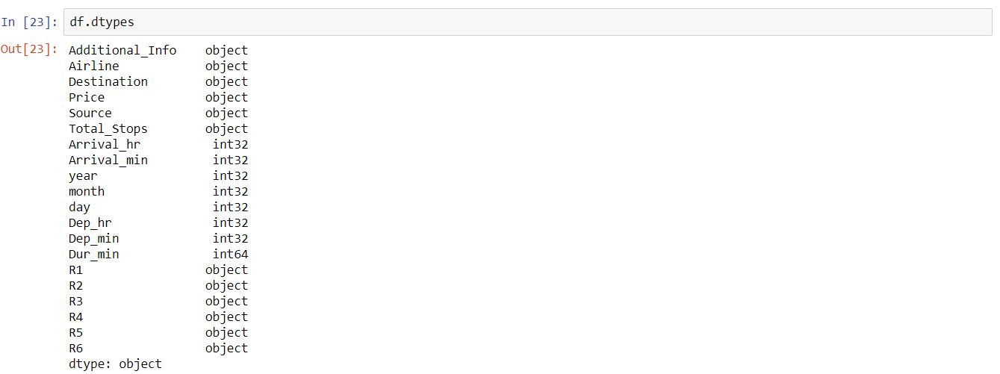 In [23]: df.dtypes
Out[23]: Additional_Info    object
Airline            object
Destination        object
Price              object
Source             object
Total_Stops        object
Arrival_hr          int32
Arrival_min         int32
year                int32
month               int32
day                 int32
Dep_hr              int32
Dep_min             int32
Dur_min             int64
R1                 object
R2                 object
R3                 object
R4                 object
R5                 object
R6                 object
dtype: object